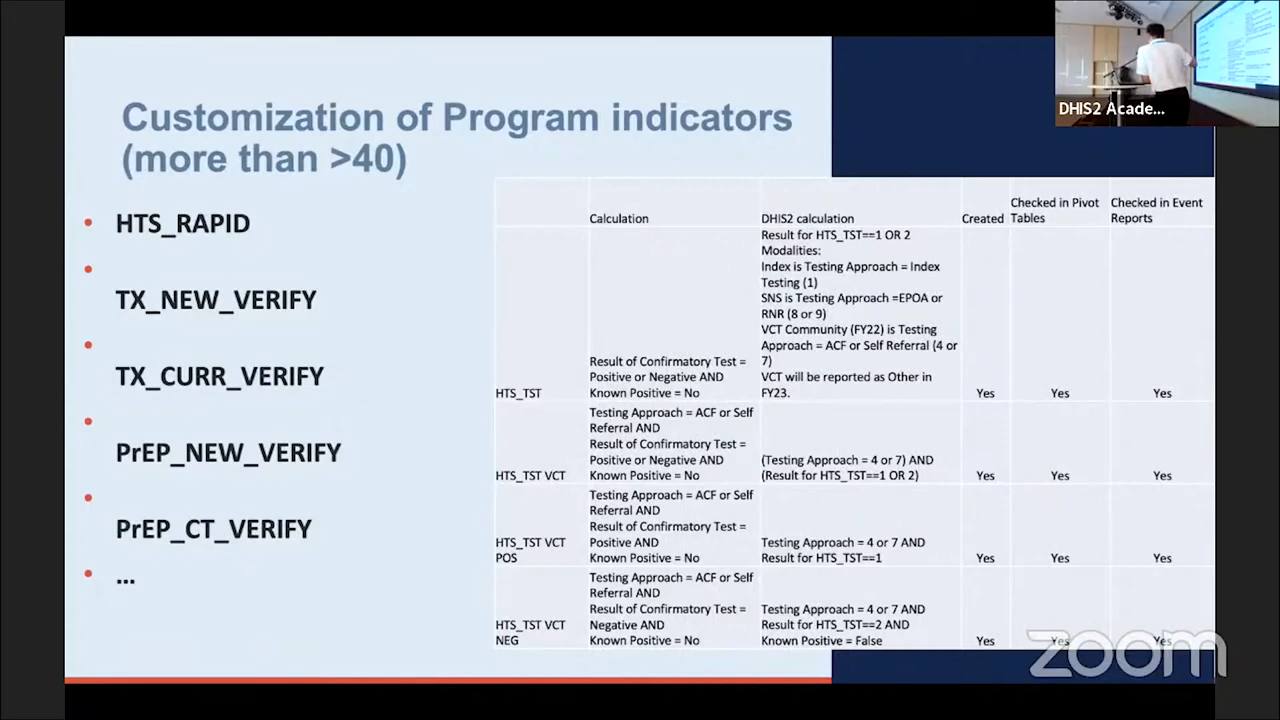 DHIS2 Acade...
Customization of Program indicators
(more than >40)
HTS_RAPID
TX_NEW_VERIFY
TX_CURR_VERIFY
PrEP_NEW_VERIFY
PrEP_CT_VERIFY
...
Calculation
DHIS2 calculation
Created
Checked in Pivot
Tables
Checked in Event
Reports
HTS_TST
Result of Confirmatory Test =
Positive or Negative AND
Known Positive = No
Result for HTS_TST==1 OR 2
Modalities:
Index is Testing Approach = Index
Testing (1)
SNS is Testing Approach =EPOA or
RNR (8 or 9)
VCT Community (FY22) is Testing
Approach = ACF or Self Referral (4 or
7)
VCT will be reported as Other in
FY23.
Yes
Yes
Yes
HTS_TST VCT
Testing Approach = ACF or Self
Referral AND
Result of Confirmatory Test =
Positive or Negative AND
Known Positive = No
(Testing Approach = 4 or 7) AND
(Result for HTS_TST==1 OR 2)
Yes
Yes
Yes
HTS_TST VCT
POS
Testing Approach = ACF or Self
Referral AND
Result of Confirmatory Test =
Positive AND
Known Positive = No
Testing Approach = 4 or 7 AND
Result for HTS_TST==1
Yes
Yes
Yes
HTS_TST VCT
NEG
Testing Approach = ACF or Self
Referral AND
Result of Confirmatory Test =
Negative AND
Known Positive = No
Testing Approach = 4 or 7 AND
Result for HTS_TST==2 AND
Known Positive = False
Yes
Yes
Yes
zoom